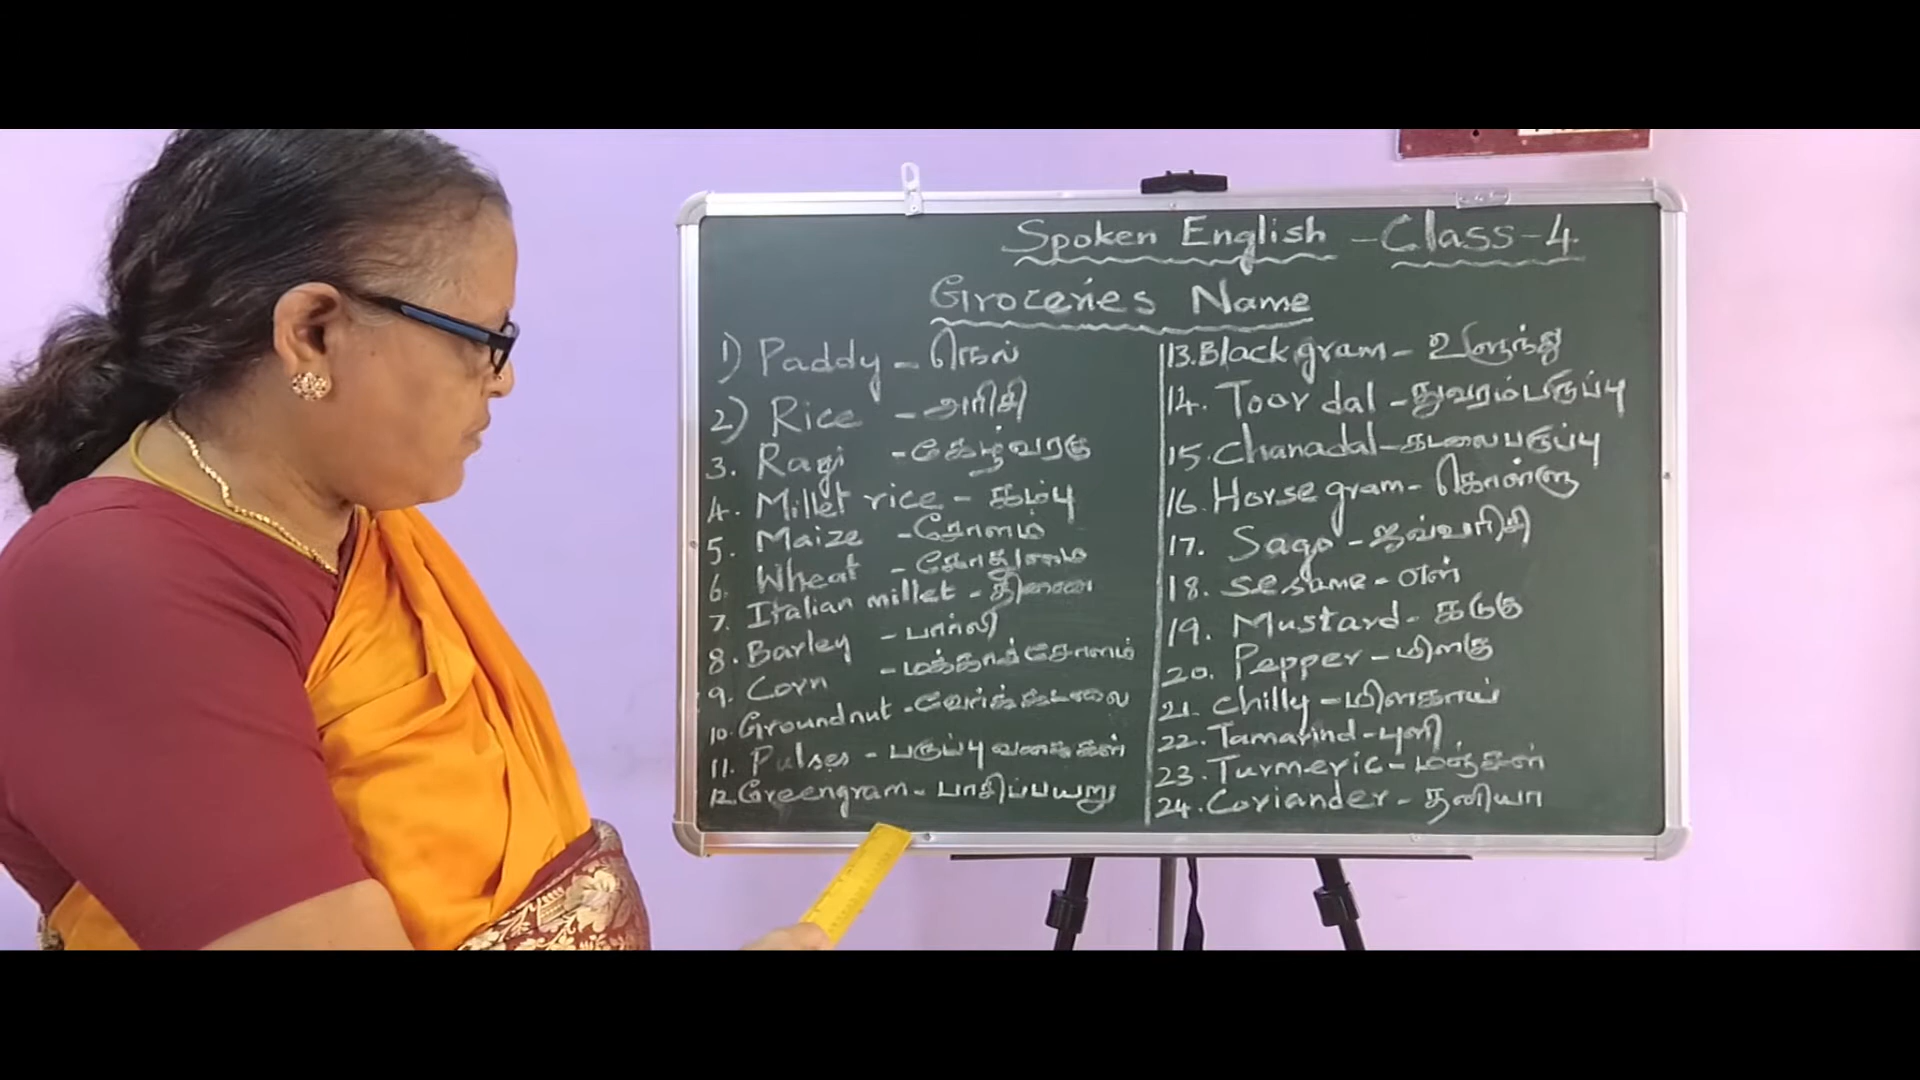 Spoken English - Class-4
Groceries Name
1) Paddy - நெல்
2) Rice - அரிசி
3. Ragi - கேழ்வரகு
4. Millet rice - கம்பு
5. Maize - சோளம்
6. Wheat - கோதுமை
7. Italian millet - தினை
8. Barley - பார்லி
9. Corn - மக்காச்சோளம்
10. Groundnut - வேர்க்கடலை
11. Pulses - பருப்பு வகைகள்
12. Greengram - பாசிப்பயறு
13. Black gram - உளுந்து
14. Toor dal - துவரம்பருப்பு
15. Chanadal - கடலைபருப்பு
16. Horse gram - கொள்ளு
17. Sago - ஜவ்வரிசி
18. Sesame - எள்
19. Mustard - கடுகு
20. Pepper - மிளகு
21. Chilly - மிளகாய்
22. Tamarind - புளி
23. Turmeric - மஞ்சள்
24. Coriander - தனியா